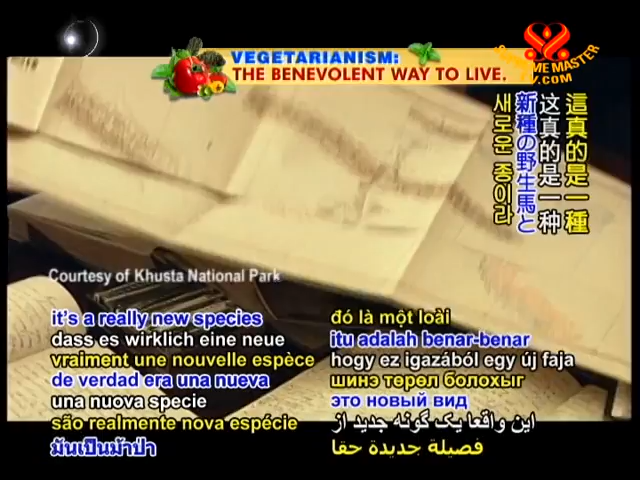 VEGETARIANISM:
THE BENEVOLENT WAY TO LIVE.
SUPREME MASTER
TV.COM
這真的是一種
这真的是一种
新種の野生馬と
새로운 종이라
Courtesy of Khusta National Park
it's a really new species
dass es wirklich eine neue
vraiment une nouvelle espèce
de verdad era una nueva
una nuova specie
são realmente nova espécie
มันเป็นม้าป่า
đó là một loài
itu adalah benar-benar
hogy ez igazából egy új faja
шинэ төрөл болохыг
это новый вид
این واقعا یک گونه جدید از
فصيلة جديدة حقا